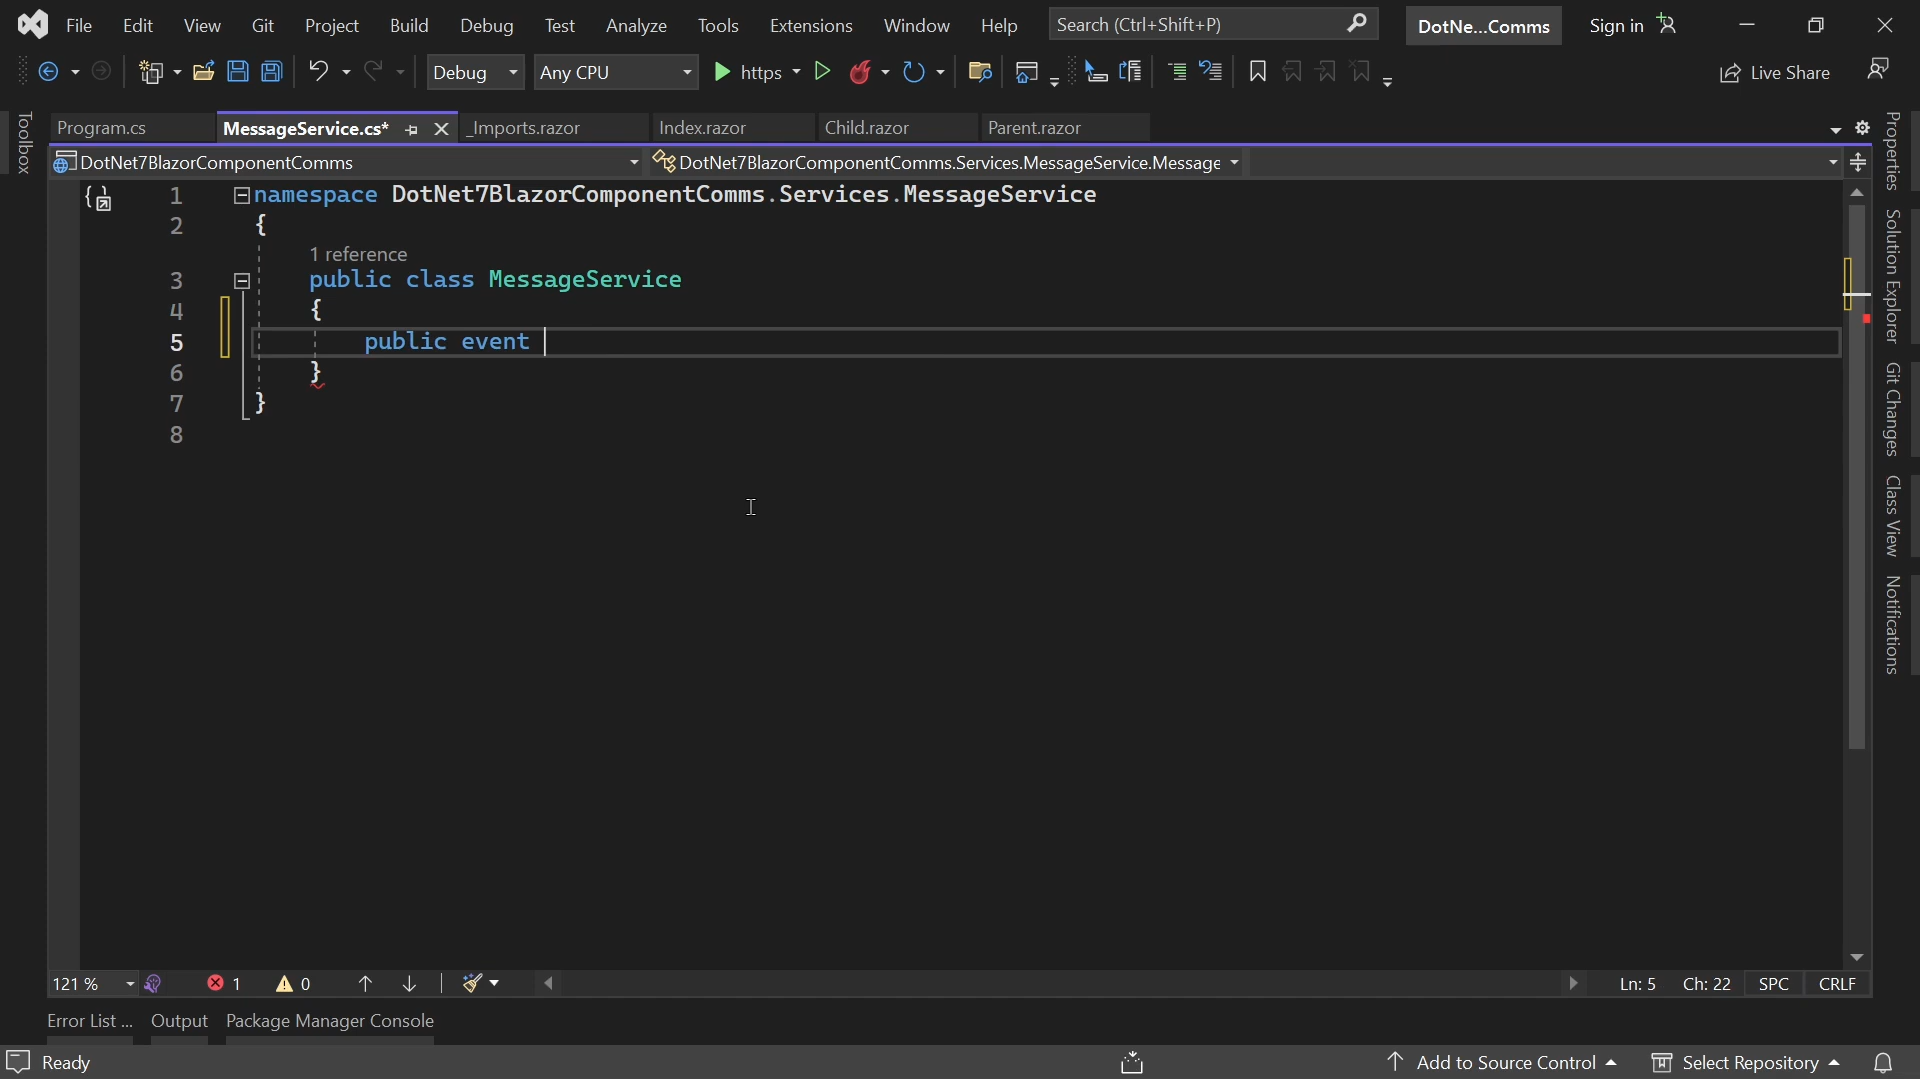 File Edit View Git Project Build Debug Test Analyze Tools Extensions Window Help Search (Ctrl+Shift+P) DotNe...Comms Sign in
Debug Any CPU https Live Share
Program.cs MessageService.cs* _Imports.razor Index.razor Child.razor Parent.razor
DotNet7BlazorComponentComms DotNet7BlazorComponentComms.Services.MessageService.Message
1 namespace DotNet7BlazorComponentComms.Services.MessageService
2 {
1 reference
3 public class MessageService
4 {
5 public event
6 }
7 }
8
Toolbox
Properties
Solution Explorer
Git Changes
Class View
Notifications
121 % 1 0 Ln: 5 Ch: 22 SPC CRLF
Error List ... Output Package Manager Console
Ready Add to Source Control Select Repository